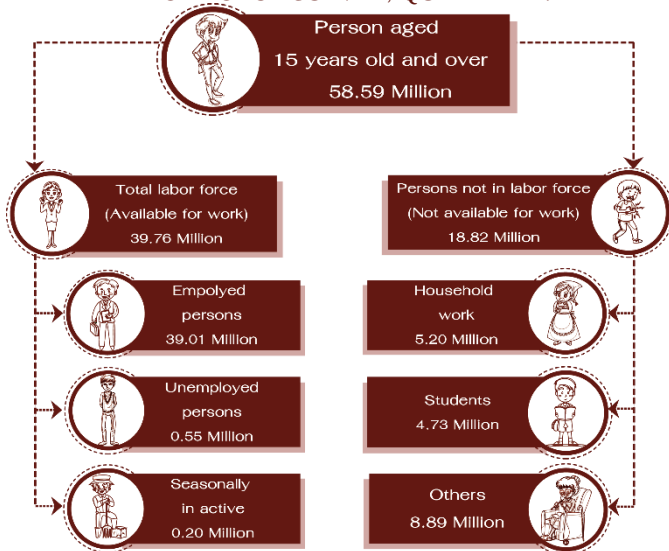 Person aged
15 years old and over
58.59 Million
Total labor force
(Available for work)
39.76 Million
Persons not in labor force
(Not available for work)
18.82 Million
Empolyed
persons
39.01 Million
Household
work
5.20 Million
Unemployed
persons
0.55 Million
Students
4.73 Million
Seasonally
in active
0.20 Million
Others
8.89 Million